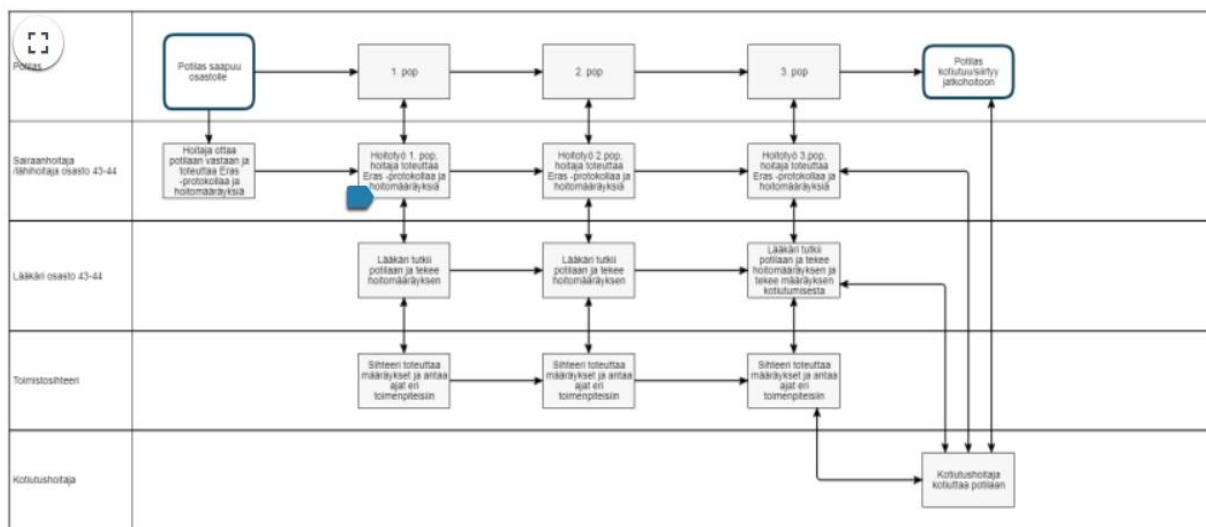 Potilas
Potilas saapuu
osastolle
1. pop
2. pop
3. pop
Potilas
kotiutuu/siirtyy
jatkohoitoon
Sairaanhoitaja
/lähihoitaja osasto 43-44
Hoitaja ottaa
potilaan vastaan ja
toteuttaa Eras
-protokollaa ja
hoitomääräyksiä
Hoitotyö 1. pop,
hoitaja toteuttaa
Eras -protokollaa ja
hoitomääräyksiä
Hoitotyö 2.pop,
hoitaja toteuttaa
Eras -protokollaa ja
hoitomääräyksiä
Hoitotyö 3.pop,
hoitaja toteuttaa
Eras -protokollaa ja
hoitomääräyksiä
Lääkäri osasto 43-44
Lääkäri tutkii
potilaan ja tekee
hoitomääräyksen
Lääkäri tutkii
potilaan ja tekee
hoitomääräyksen
Lääkäri tutkii
potilaan ja tekee
hoitomääräyksen ja
tekee määräyksen
kotiutumisesta
Toimistosihteeri
Sihteeri toteuttaa
määräykset ja antaa
ajat eri
toimenpiteisiin
Sihteeri toteuttaa
määräykset ja antaa
ajat eri
toimenpiteisiin
Sihteeri toteuttaa
määräykset ja antaa
ajat eri
toimenpiteisiin
Kotiutushoitaja
Kotiutushoitaja
kotiuttaa potilaan